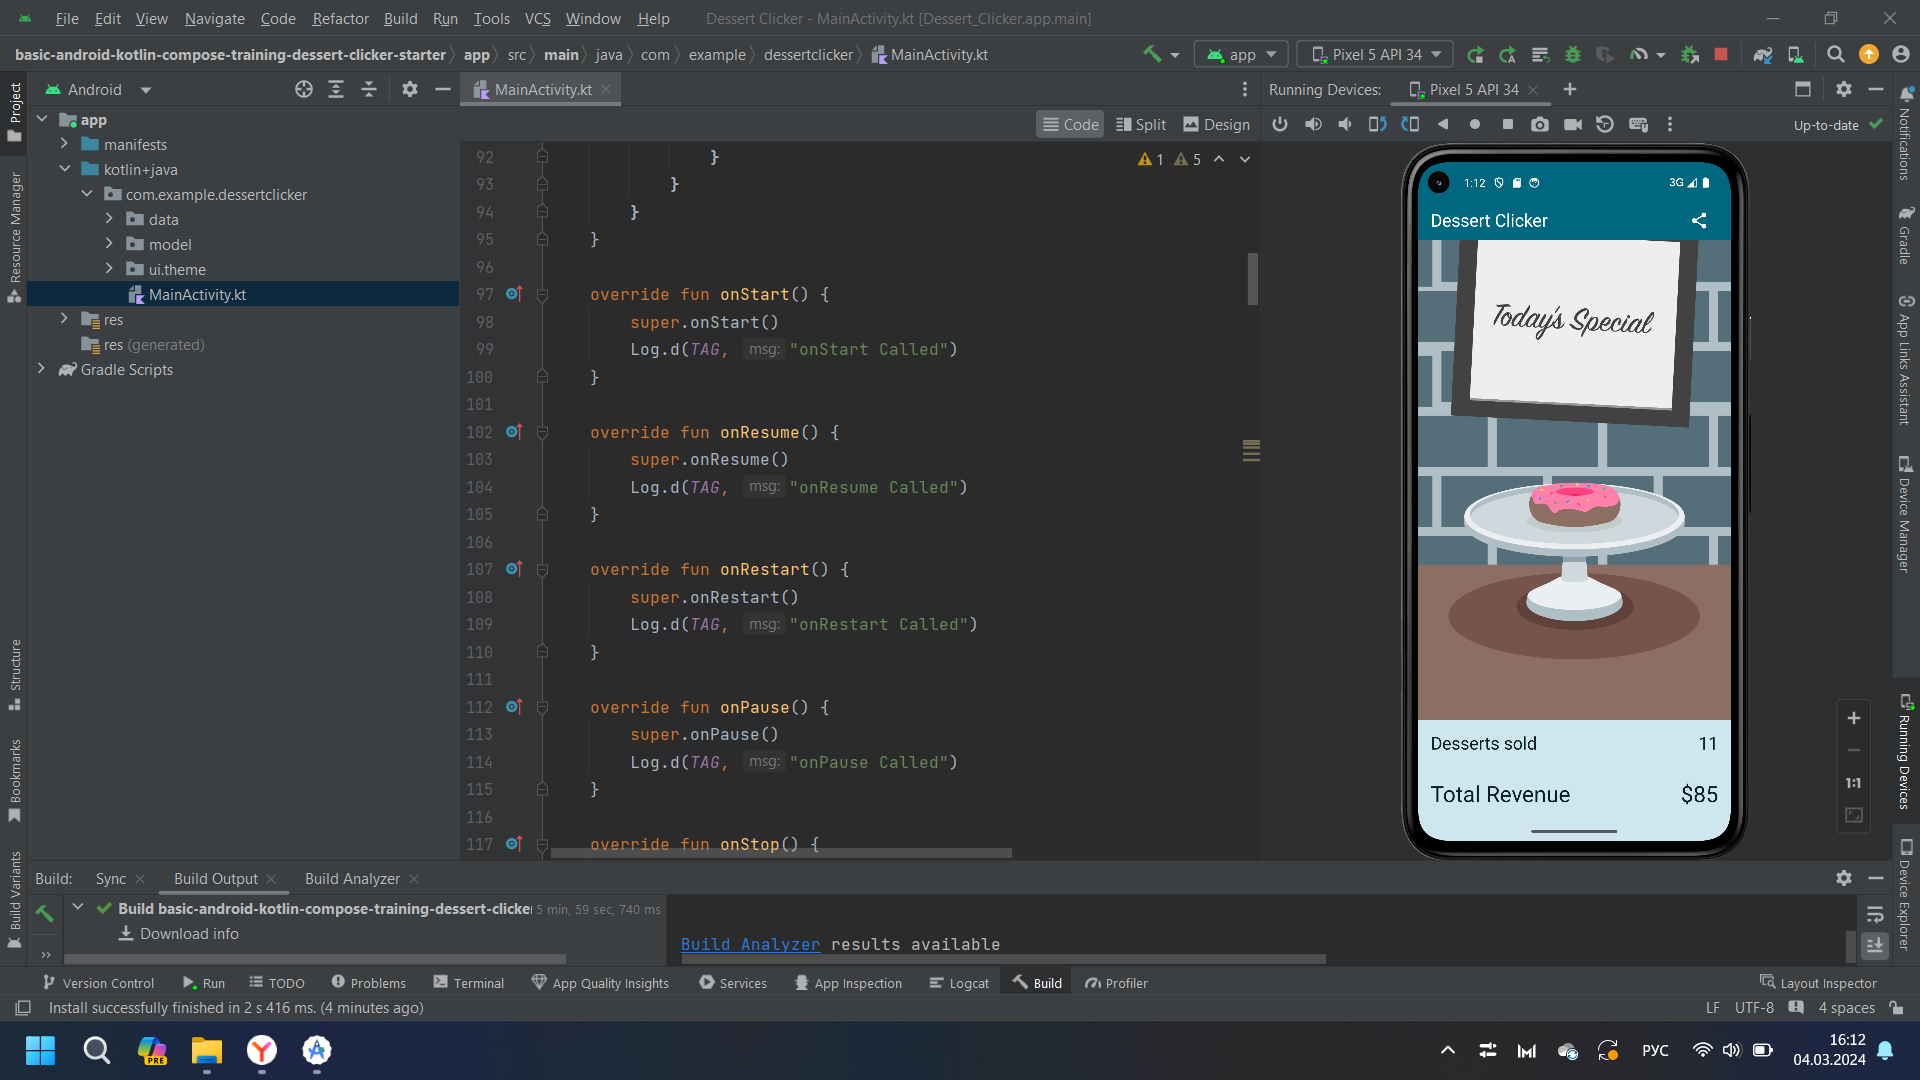 File Edit View Navigate Code Refactor Build Run Tools VCS Window Help Dessert Clicker - MainActivity.kt [Dessert_Clicker.app.main]
basic-android-kotlin-compose-training-dessert-clicker-starter app src main java com example dessertclicker MainActivity.kt app Pixel 5 API 34
Android MainActivity.kt Running Devices: Pixel 5 API 34
Code Split Design Up-to-date
app
manifests
kotlin+java
com.example.dessertclicker
data
model
ui.theme
MainActivity.kt
res
res (generated)
Gradle Scripts
Project
Resource Manager
Structure
Bookmarks
Build Variants
1 5
92 }
93 }
94 }
95 }
96
97 override fun onStart() {
98 super.onStart()
99 Log.d(TAG, msg: "onStart Called")
100 }
101
102 override fun onResume() {
103 super.onResume()
104 Log.d(TAG, msg: "onResume Called")
105 }
106
107 override fun onRestart() {
108 super.onRestart()
109 Log.d(TAG, msg: "onRestart Called")
110 }
111
112 override fun onPause() {
113 super.onPause()
114 Log.d(TAG, msg: "onPause Called")
115 }
116
117 override fun onStop() {
1:12 3G
Dessert Clicker
Today's Special
Desserts sold 11
Total Revenue $85
1:1
Notifications
Gradle
App Links Assistant
Device Manager
Running Devices
Device Explorer
Build: Sync Build Output Build Analyzer
Build basic-android-kotlin-compose-training-dessert-clicke 5 min, 59 sec, 740 ms
Download info
Build Analyzer results available
Version Control Run TODO Problems Terminal App Quality Insights Services App Inspection Logcat Build Profiler Layout Inspector
Install successfully finished in 2 s 416 ms. (4 minutes ago) LF UTF-8 4 spaces
PRE
РУС 16:12
04.03.2024